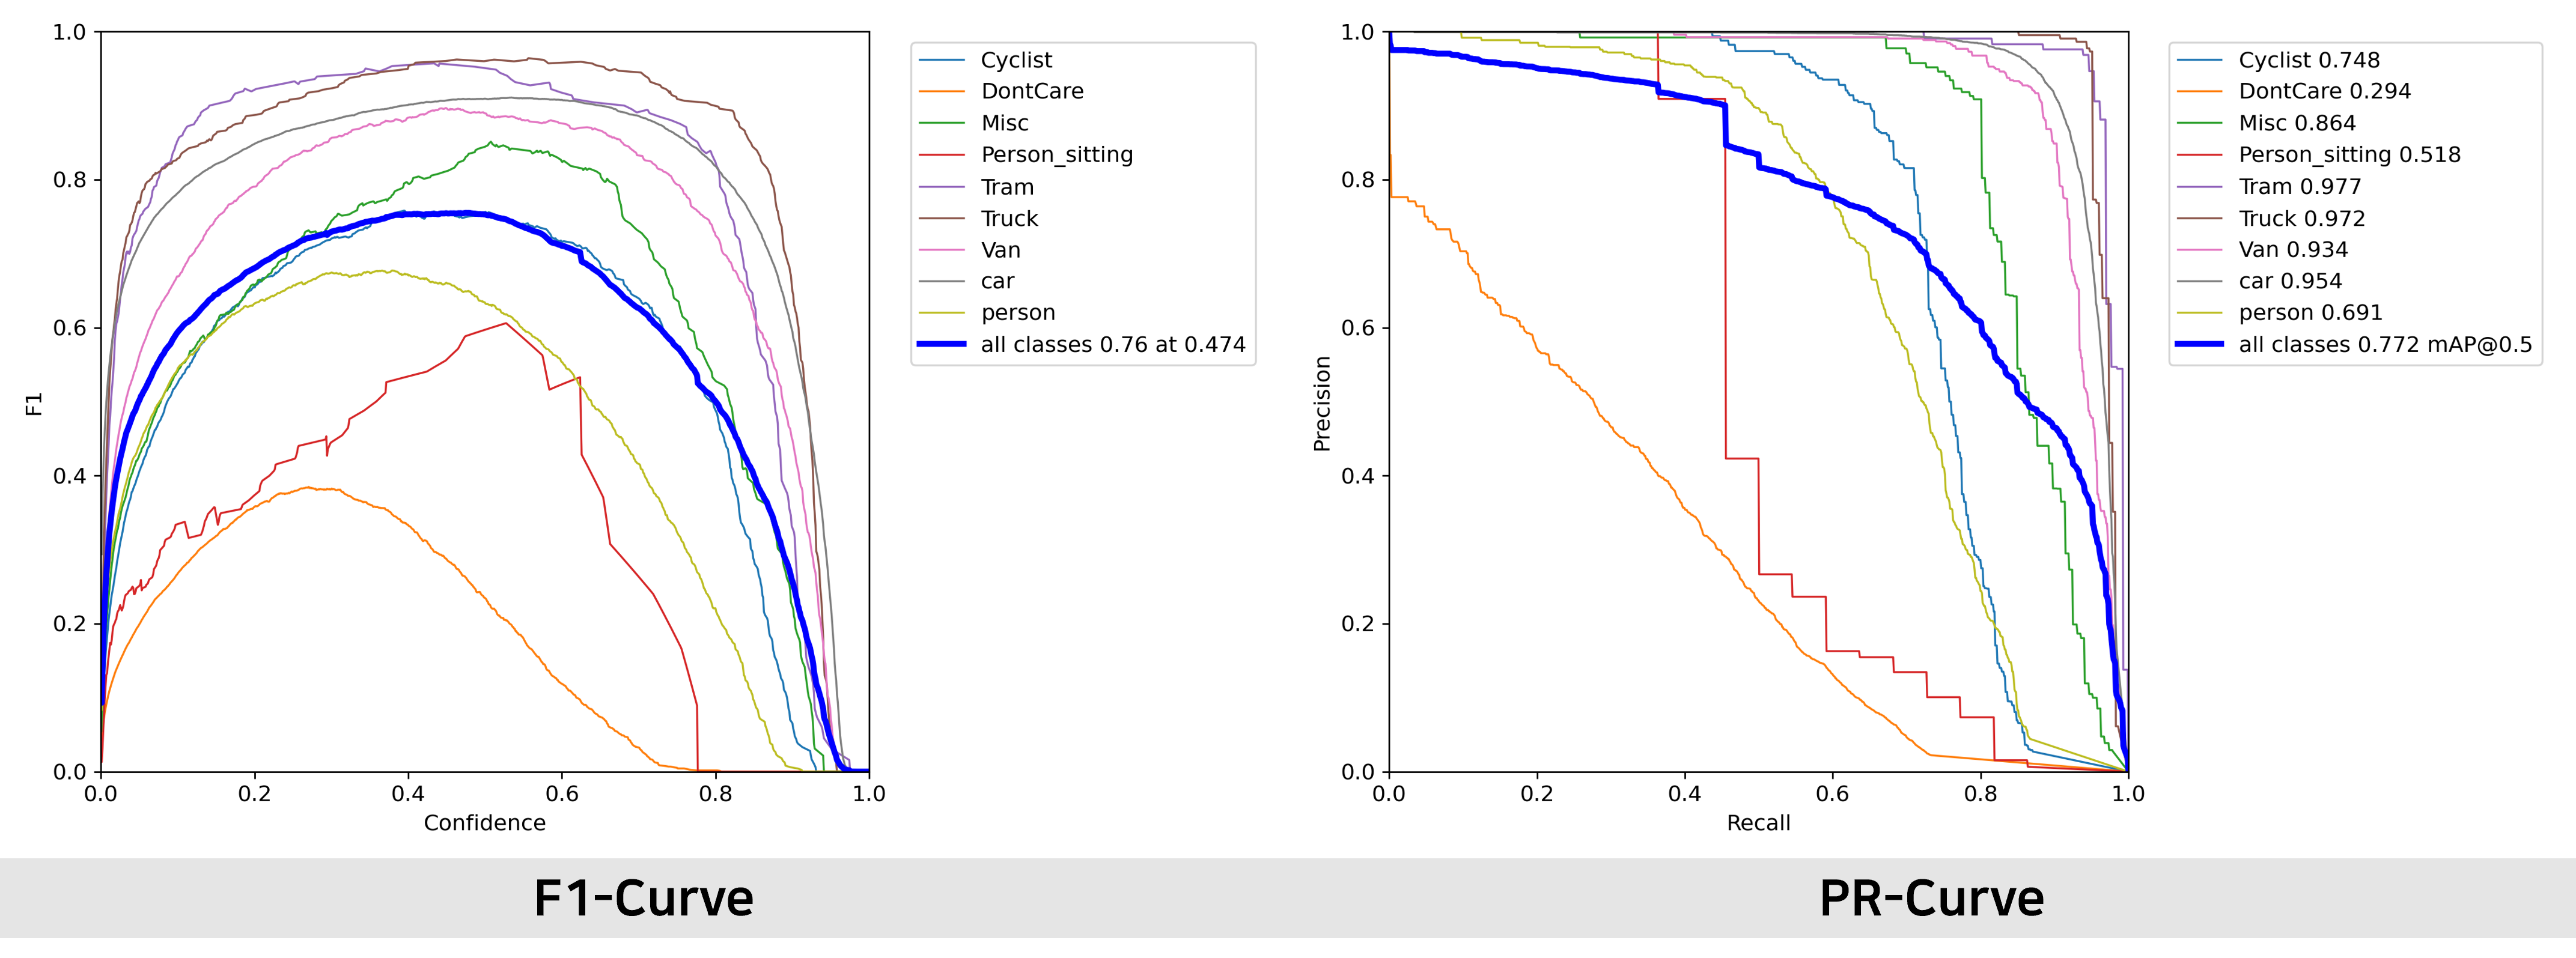 1.0
0.8
0.6
0.4
0.2
0.0
F1
0.0 0.2 0.4 0.6 0.8 1.0
Confidence
Cyclist
DontCare
Misc
Person_sitting
Tram
Truck
Van
car
person
all classes 0.76 at 0.474
1.0
0.8
0.6
0.4
0.2
0.0
Precision
0.0 0.2 0.4 0.6 0.8 1.0
Recall
Cyclist 0.748
DontCare 0.294
Misc 0.864
Person_sitting 0.518
Tram 0.977
Truck 0.972
Van 0.934
car 0.954
person 0.691
all classes 0.772 mAP@0.5
F1-Curve
PR-Curve